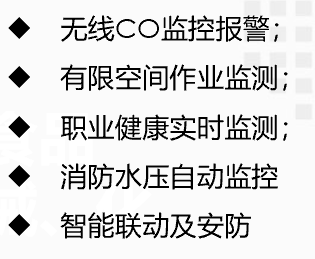 ◆ 无线CO监控报警；
◆ 有限空间作业监测；
◆ 职业健康实时监测；
◆ 消防水压自动监控
◆ 智能联动及安防